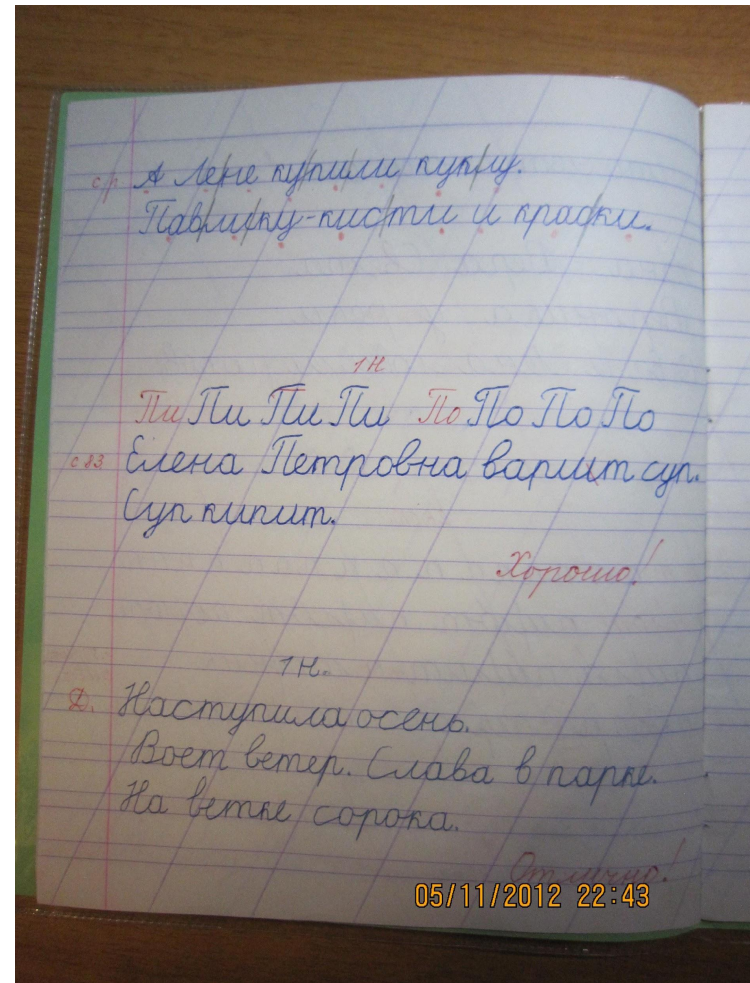 с р. А Лене купили куклу.
Павлику-кисти и краски.
1 Н
Пи Пи Пи Пи По По По По
с 83 Елена Петровна варит суп.
Суп кипит.
Хорошо!
1 Н.
Д. Наступила осень.
Воет ветер. Слава в парке.
На ветке сорока.
Отлично!
05/11/2012 22:43